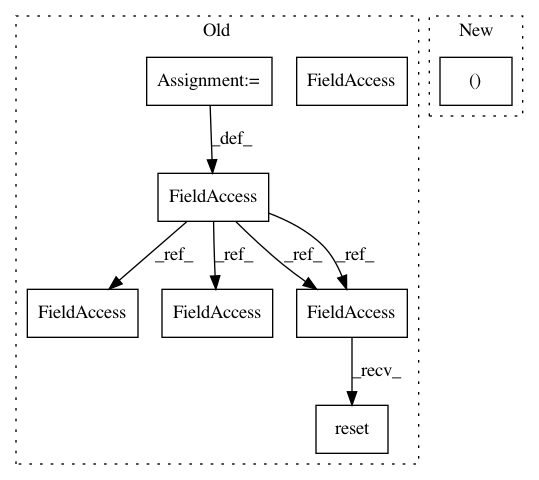 Old
New
Assignment:=
FieldAccess
()
_def_
FieldAccess
_ref_
_ref_
_ref_
_ref_
FieldAccess
FieldAccess
FieldAccess
_recv_
reset